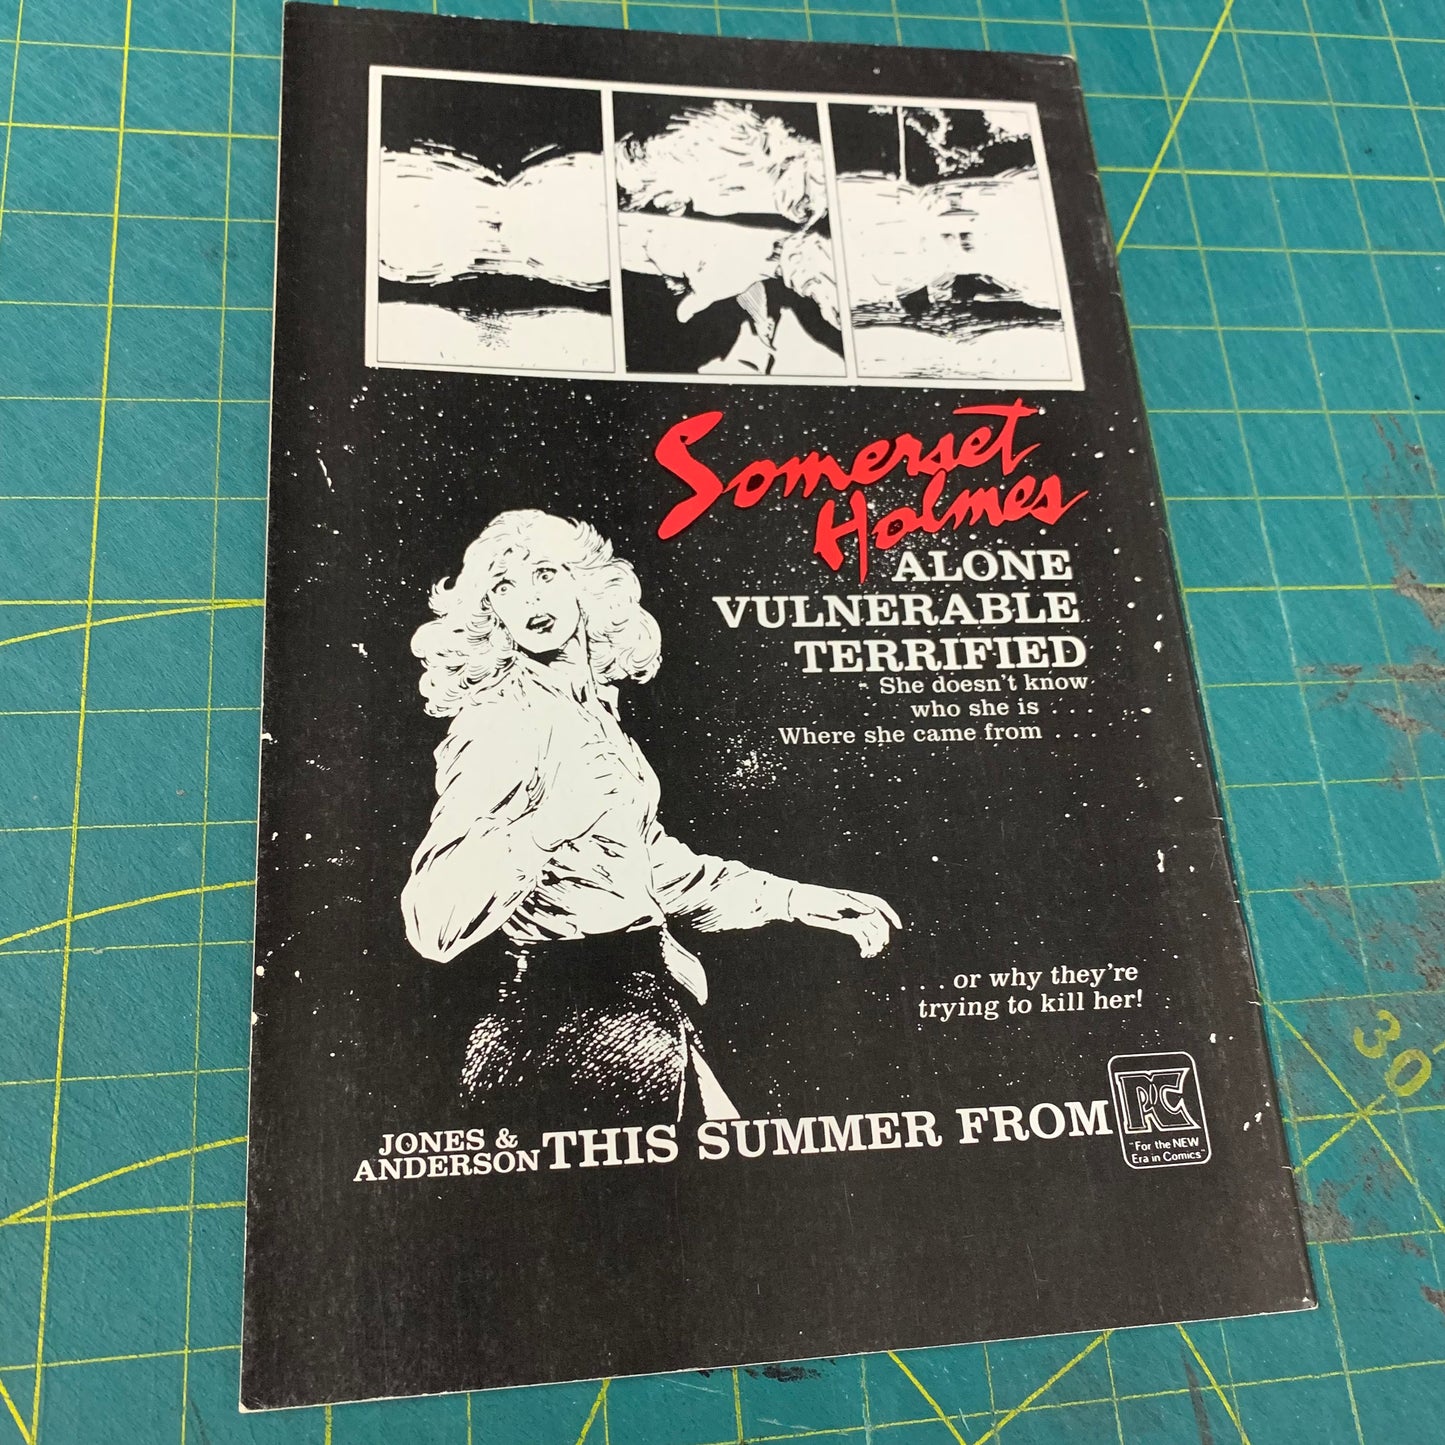 Somerset
Holmes
ALONE
VULNERABLE
TERRIFIED
She doesn't know
who she is . . .
Where she came from . . .
. . . or why they're
trying to kill her!
JONES &
ANDERSON
THIS SUMMER FROM
PC
"For the NEW
Era in Comics"
30